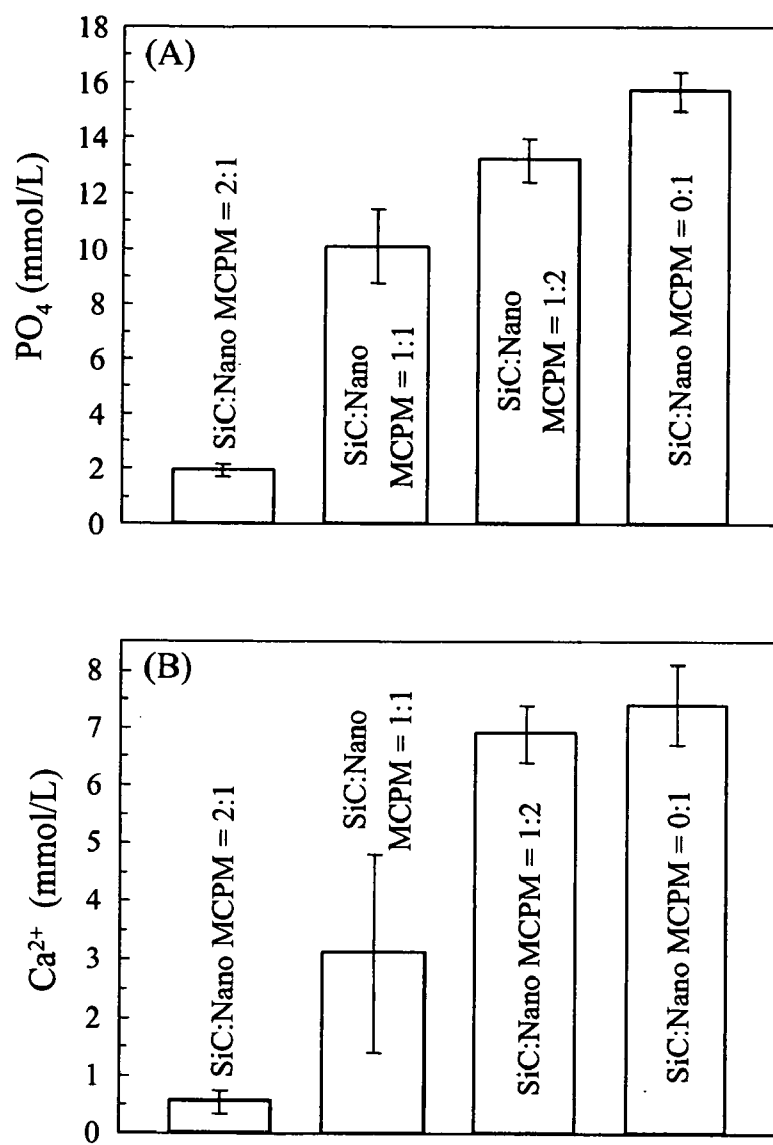 (A)
PO₄ (mmol/L)
18
16
14
12
10
8
6
4
2
0
SiC:Nano MCPM = 2:1
SiC:Nano
MCPM = 1:1
SiC:Nano
MCPM = 1:2
SiC:Nano MCPM = 0:1
(B)
Ca²⁺ (mmol/L)
8
7
6
5
4
3
2
1
0
SiC:Nano MCPM = 2:1
SiC:Nano
MCPM = 1:1
SiC:Nano MCPM = 1:2
SiC:Nano MCPM = 0:1